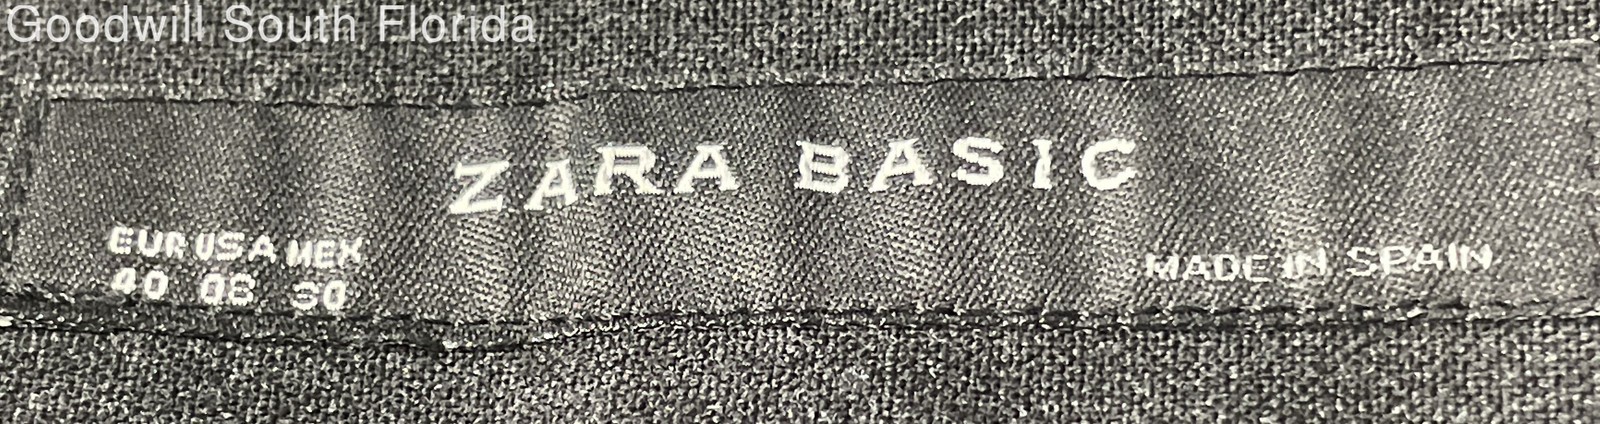 Goodwill South Florida
ZARA BASIC
EUR USA MEX
40 08 30
MADE IN SPAIN